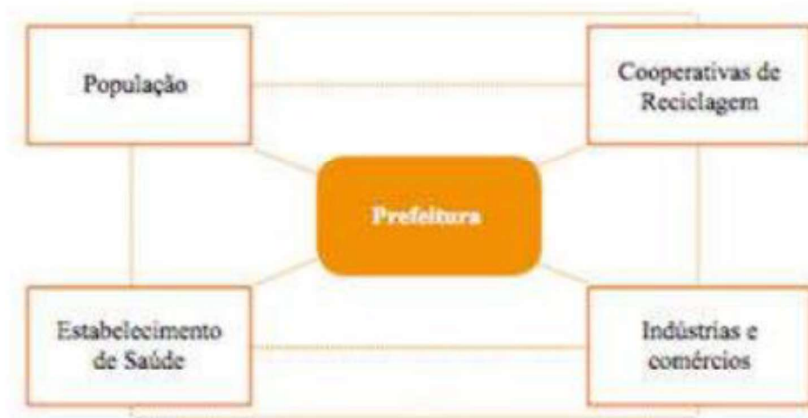 População
Cooperativas de
Reciclagem
Prefeitura
Estabelecimento
de Saúde
Indústrias e
comércios